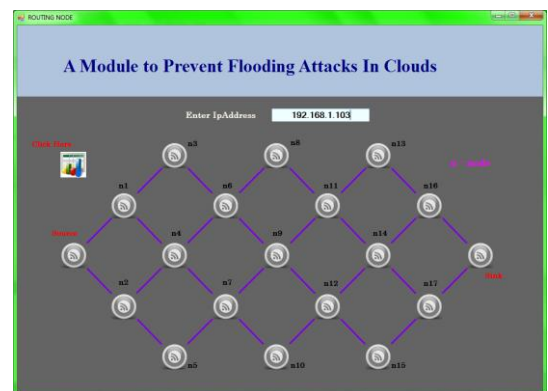 ROUTING NODE
A Module to Prevent Flooding Attacks In Clouds
Enter IpAddress 192.168.1.103
Click Here
n3 n8 n13
n1 n6 n11 n16
Source n4 n9 n14
Sink
n2 n7 n12 n17
n5 n10 n15